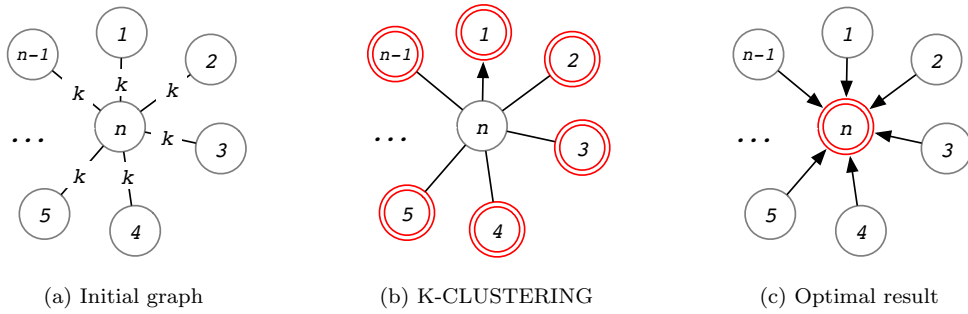 1
n-1
2
k
k
k
n
k
...
3
k
k
5
4
(a) Initial graph
1
n-1
2
n
...
3
5
4
(b) K-CLUSTERING
1
n-1
2
n
...
3
5
4
(c) Optimal result